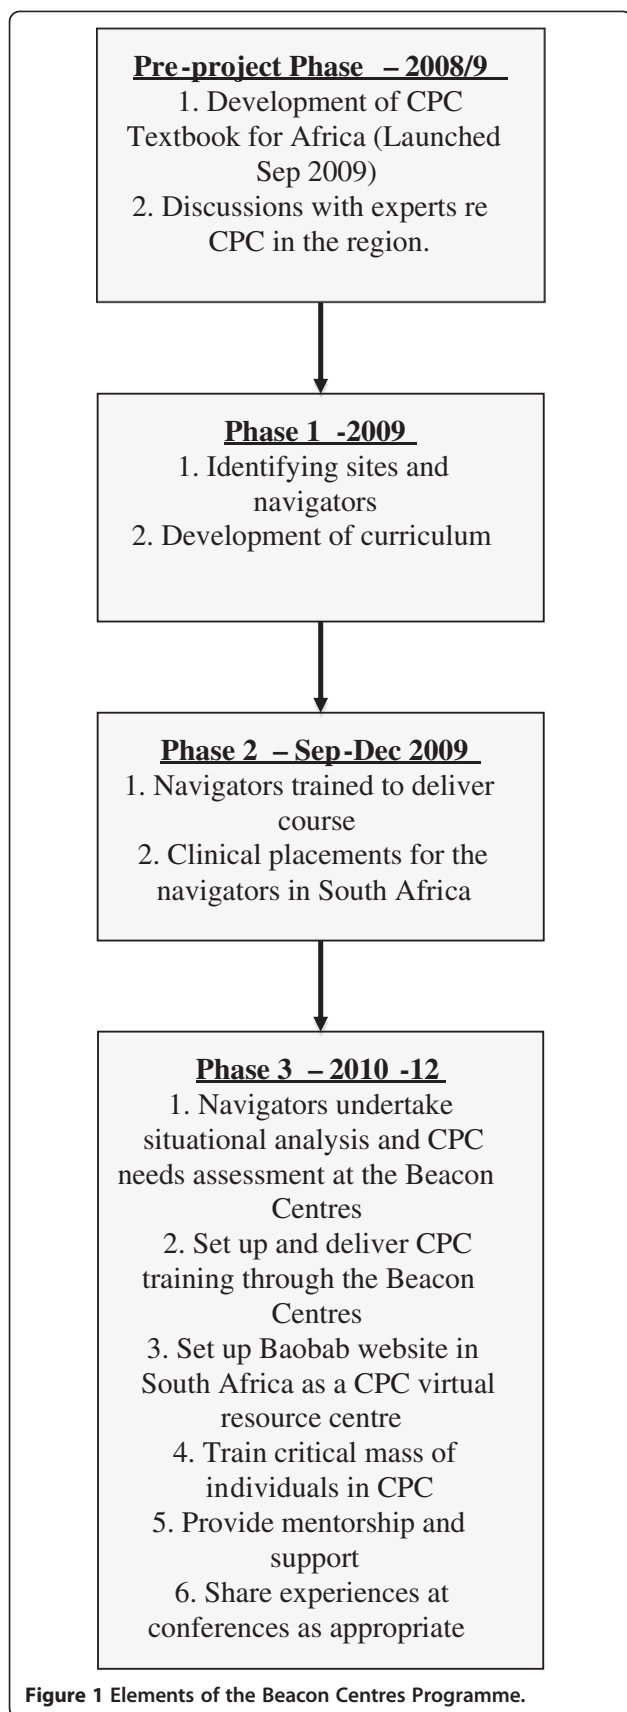 Pre-project Phase – 2008/9
1. Development of CPC
Textbook for Africa (Launched
Sep 2009)
2. Discussions with experts re
CPC in the region.
Phase 1 -2009
1. Identifying sites and
navigators
2. Development of curriculum
Phase 2 – Sep-Dec 2009
1. Navigators trained to deliver
course
2. Clinical placements for the
navigators in South Africa
Phase 3 – 2010 -12
1. Navigators undertake
situational analysis and CPC
needs assessment at the Beacon
Centres
2. Set up and deliver CPC
training through the Beacon
Centres
3. Set up Baobab website in
South Africa as a CPC virtual
resource centre
4. Train critical mass of
individuals in CPC
5. Provide mentorship and
support
6. Share experiences at
conferences as appropriate
Figure 1 Elements of the Beacon Centres Programme.